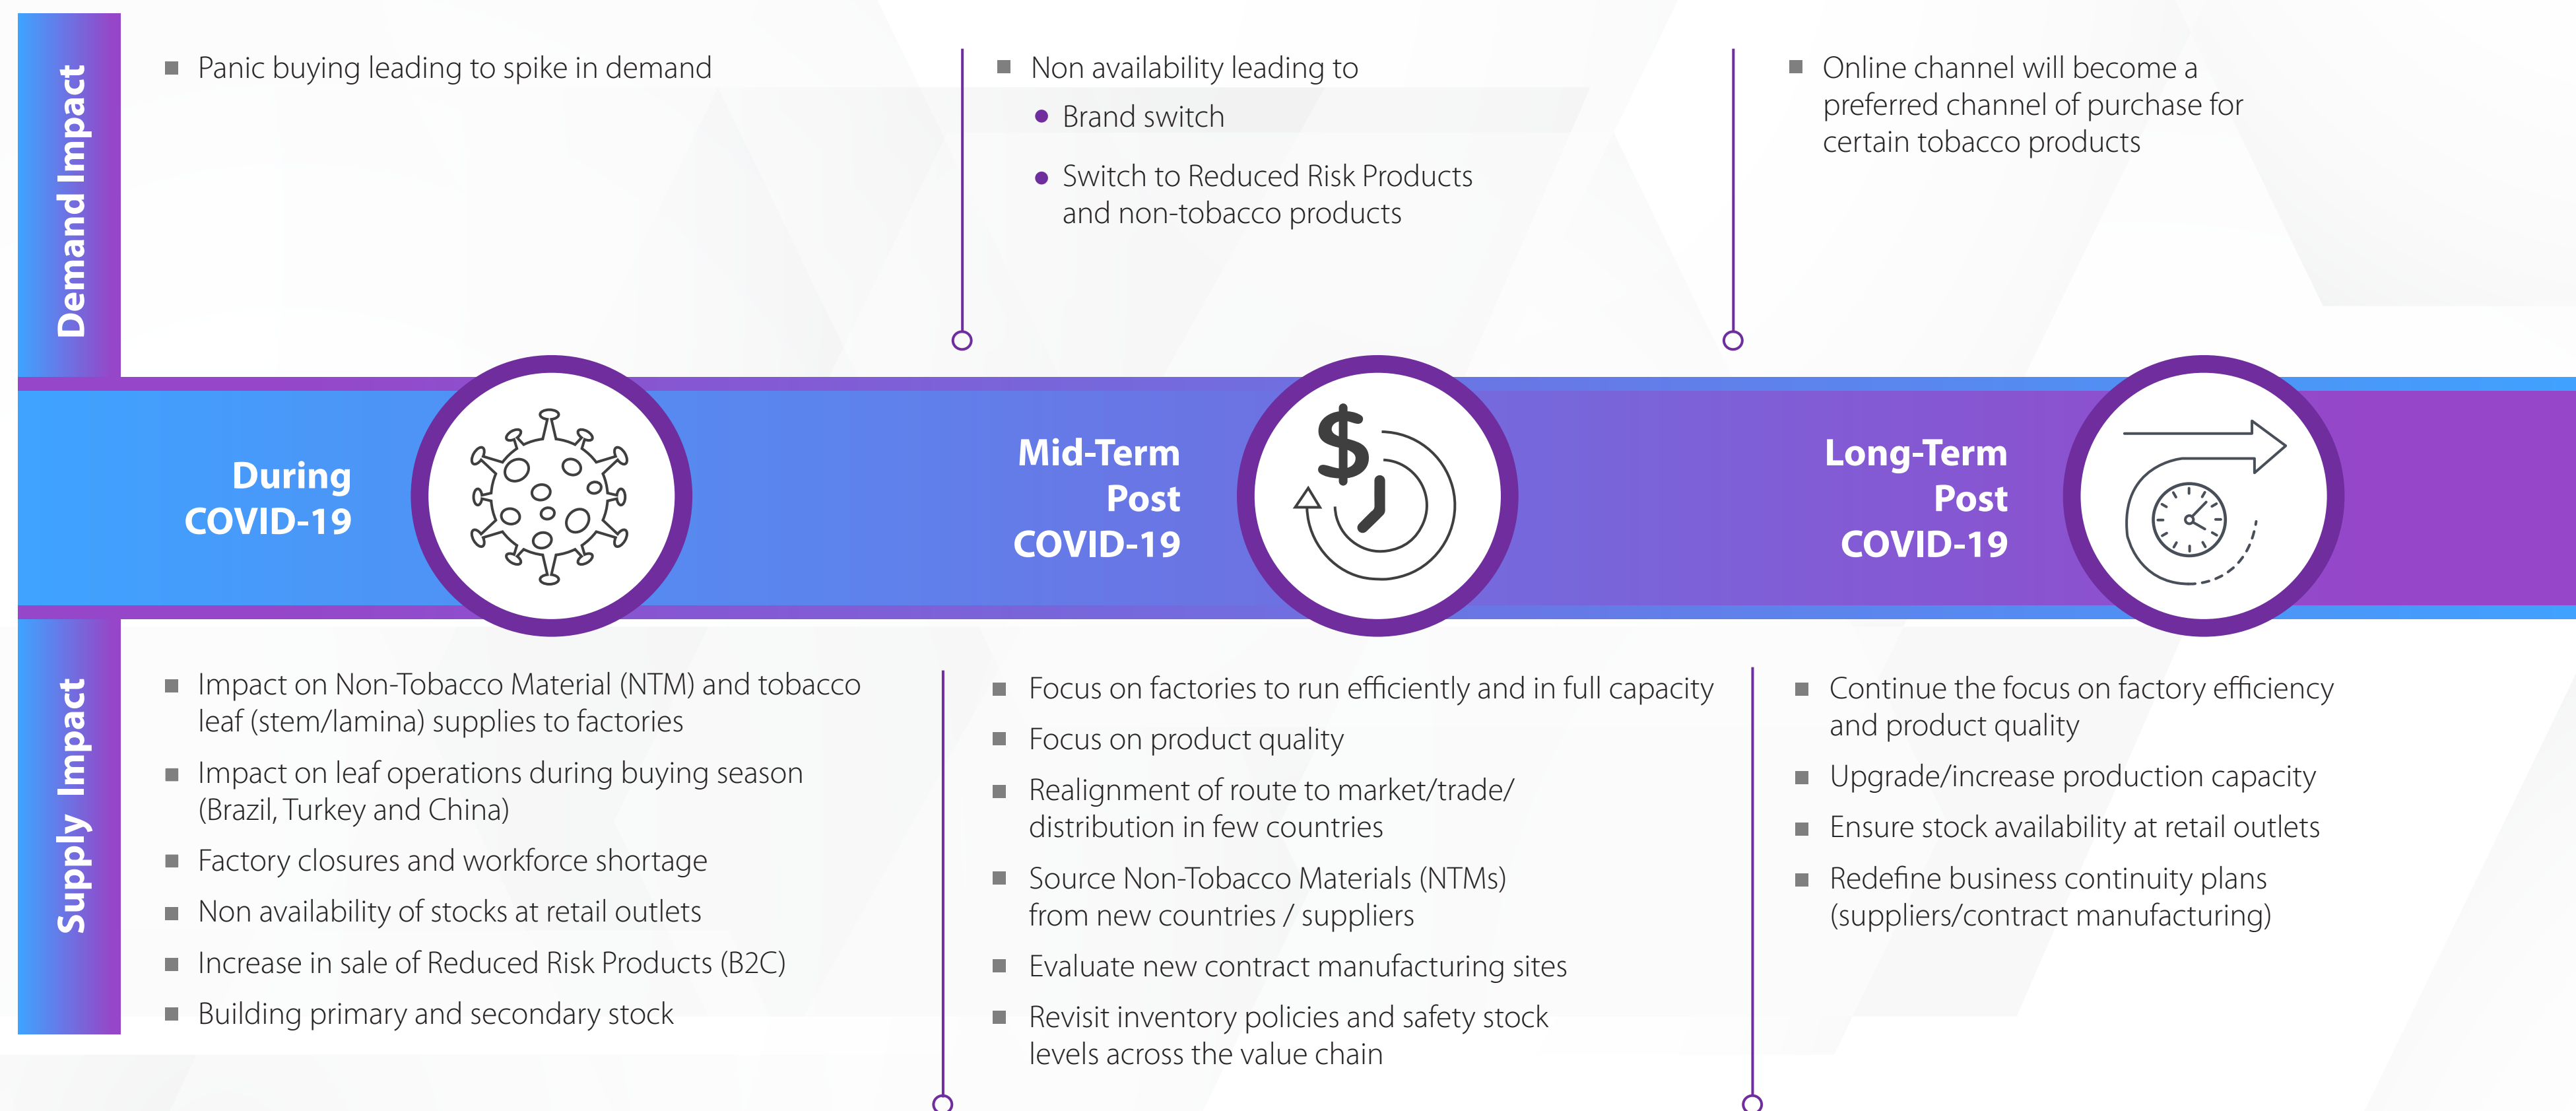 Demand Impact
Panic buying leading to spike in demand
Non availability leading to
Brand switch
Switch to Reduced Risk Products
and non-tobacco products
Online channel will become a
preferred channel of purchase for
certain tobacco products
During
COVID-19
$
Mid-Term
Post
COVID-19
Long-Term
Post
COVID-19
Supply Impact
Impact on Non-Tobacco Material (NTM) and tobacco
leaf (stem/lamina) supplies to factories
Impact on leaf operations during buying season
(Brazil, Turkey and China)
Factory closures and workforce shortage
Non availability of stocks at retail outlets
Increase in sale of Reduced Risk Products (B2C)
Building primary and secondary stock
Focus on factories to run efficiently and in full capacity
Focus on product quality
Realignment of route to market/trade/
distribution in few countries
Source Non-Tobacco Materials (NTMs)
from new countries / suppliers
Evaluate new contract manufacturing sites
Revisit inventory policies and safety stock
levels across the value chain
Continue the focus on factory efficiency
and product quality
Upgrade/increase production capacity
Ensure stock availability at retail outlets
Redefine business continuity plans
(suppliers/contract manufacturing)